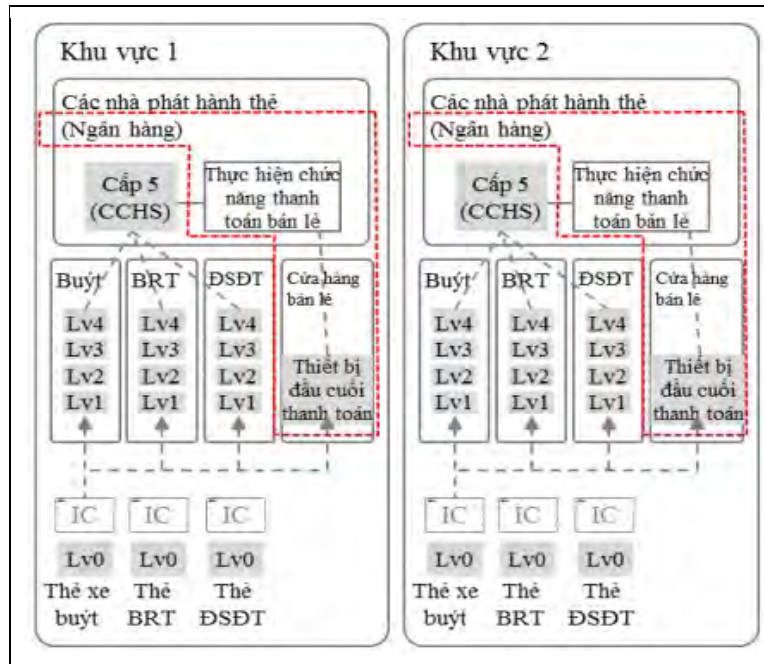 Khu vực 1
Các nhà phát hành thẻ
(Ngân hàng)
Cấp 5
(CCHS)
Thực hiện chức
năng thanh
toán bán lẻ
Buýt
Lv4
Lv3
Lv2
Lv1
BRT
Lv4
Lv3
Lv2
Lv1
ĐSĐT
Lv4
Lv3
Lv2
Lv1
Cửa hàng
bán lẻ
Thiết bị
đầu cuối
thanh toán
IC
IC
IC
Lv0
Lv0
Lv0
Thẻ xe
buýt
Thẻ
BRT
Thẻ
ĐSĐT
Khu vực 2
Các nhà phát hành thẻ
(Ngân hàng)
Cấp 5
(CCHS)
Thực hiện chức
năng thanh
toán bán lẻ
Buýt
Lv4
Lv3
Lv2
Lv1
BRT
Lv4
Lv3
Lv2
Lv1
ĐSĐT
Lv4
Lv3
Lv2
Lv1
Cửa hàng
bán lẻ
Thiết bị
đầu cuối
thanh toán
IC
IC
IC
Lv0
Lv0
Lv0
Thẻ xe
buýt
Thẻ
BRT
Thẻ
ĐSĐT